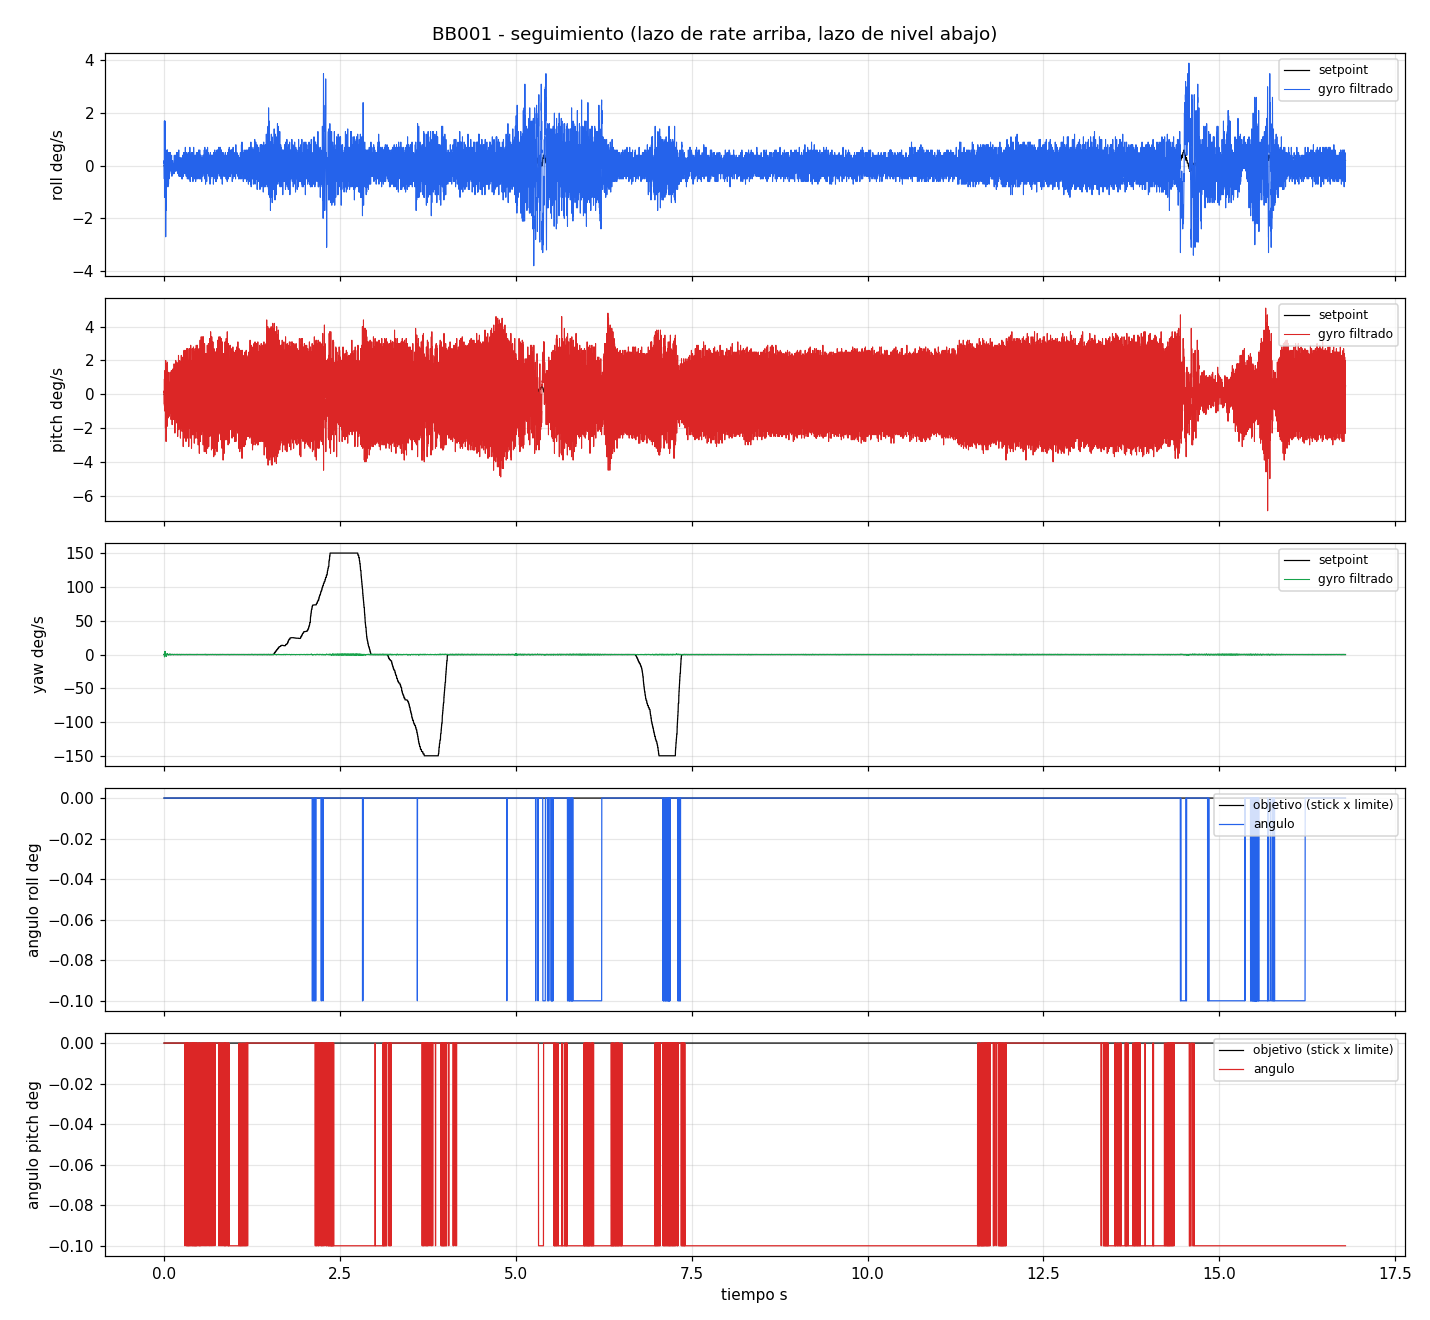 BB001 - seguimiento (lazo de rate arriba, lazo de nivel abajo)
4
2
0
−2
−4
roll deg/s
setpoint
gyro filtrado
4
2
0
−2
−4
−6
pitch deg/s
setpoint
gyro filtrado
150
100
50
0
−50
−100
−150
yaw deg/s
setpoint
gyro filtrado
0.00
−0.02
−0.04
−0.06
−0.08
−0.10
angulo roll deg
objetivo (stick x limite)
angulo
0.00
−0.02
−0.04
−0.06
−0.08
−0.10
angulo pitch deg
objetivo (stick x limite)
angulo
0.0 2.5 5.0 7.5 10.0 12.5 15.0 17.5
tiempo s